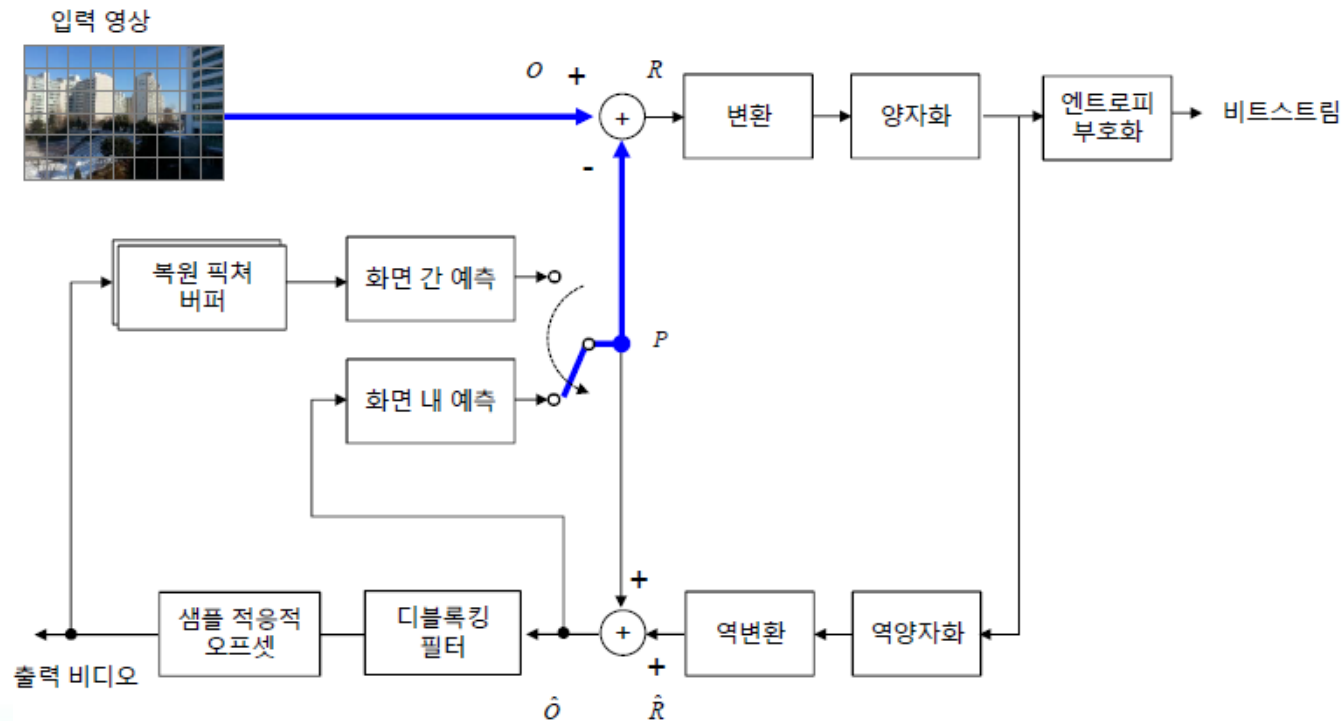 입력 영상
O
+
R
+
-
변환
양자화
엔트로피
부호화
비트스트림
복원 픽쳐
버퍼
화면 간 예측
P
화면 내 예측
+
샘플 적응적
오프셋
디블록킹
필터
+
역변환
역양자화
+
출력 비디오
Ô
R̂